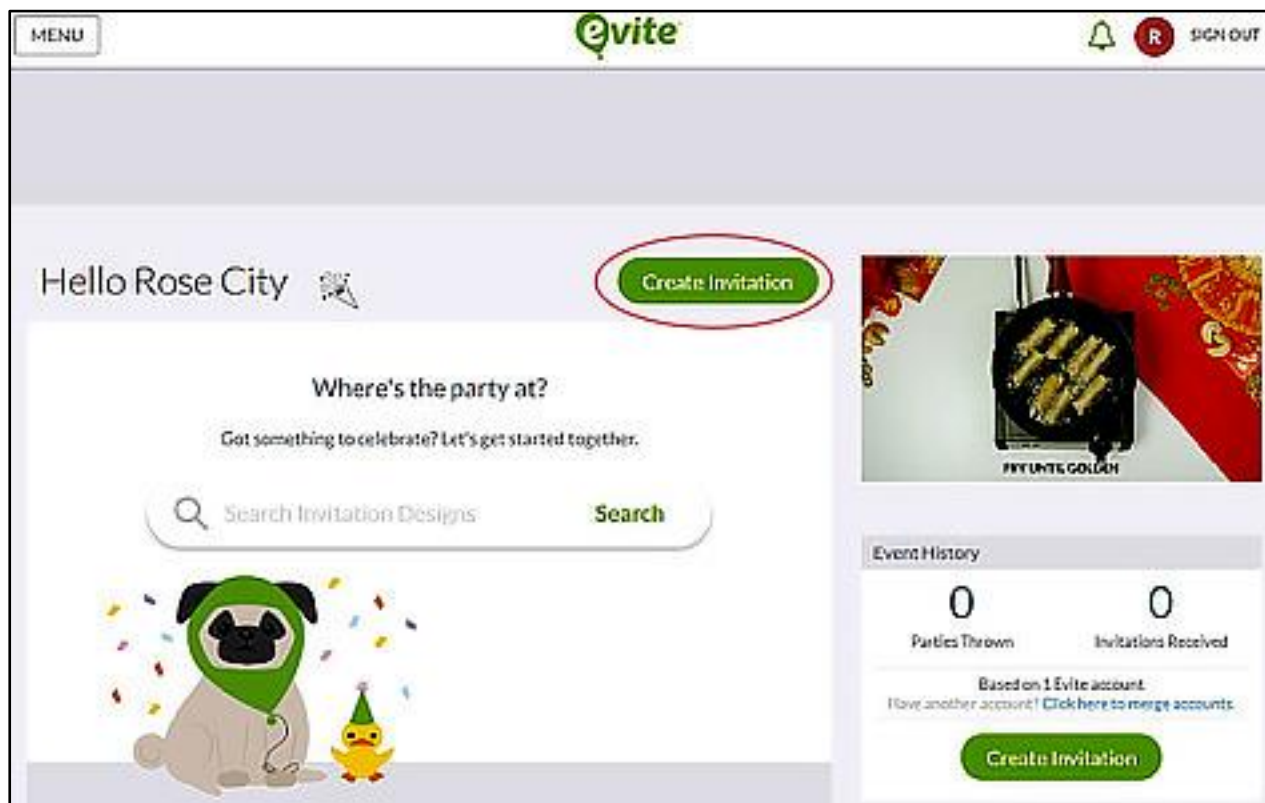 MENU
evite
R
SIGN OUT
Hello Rose City
Create Invitation
Where's the party at?
Got something to celebrate? Let's get started together.
Search Invitation Designs
Search
FRY UNTIL GOLDEN
Event History
0
0
Parties Thrown
Invitations Received
Based on 1 Evite account
Have another account? Click here to merge accounts.
Create Invitation